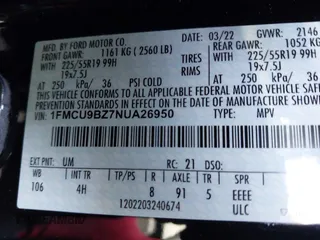 MFD. BY FORD MOTOR CO.
03/22 GVWR: 2146
FRONT GAWR: REAR GAWR:
1161 KG ( 2560 LB) 1052
225/55R19 99H 225/55R19 99H
19x7.5J 19x7.5J
AT 250 kPa/ 36 PSI COLD AT 250 kPa/ 36
THIS VEHICLE CONFORMS TO ALL APPLICABLE FEDERAL MOTOR VEHICLE
SAFETY AND THEFT PREVENTION STANDARDS IN EFFECT ON THE DATE OF
MANUFACTURE SHOWN ABOVE.
VIN: 1FMCU9BZ7NUA26950
TYPE: MPV
EXT PNT: UM RC: 21 DSO:
WB INT TR TP/PS R AXLE TR SPR
106 4H 8 91 5 EEEE
ULC
1202203240674